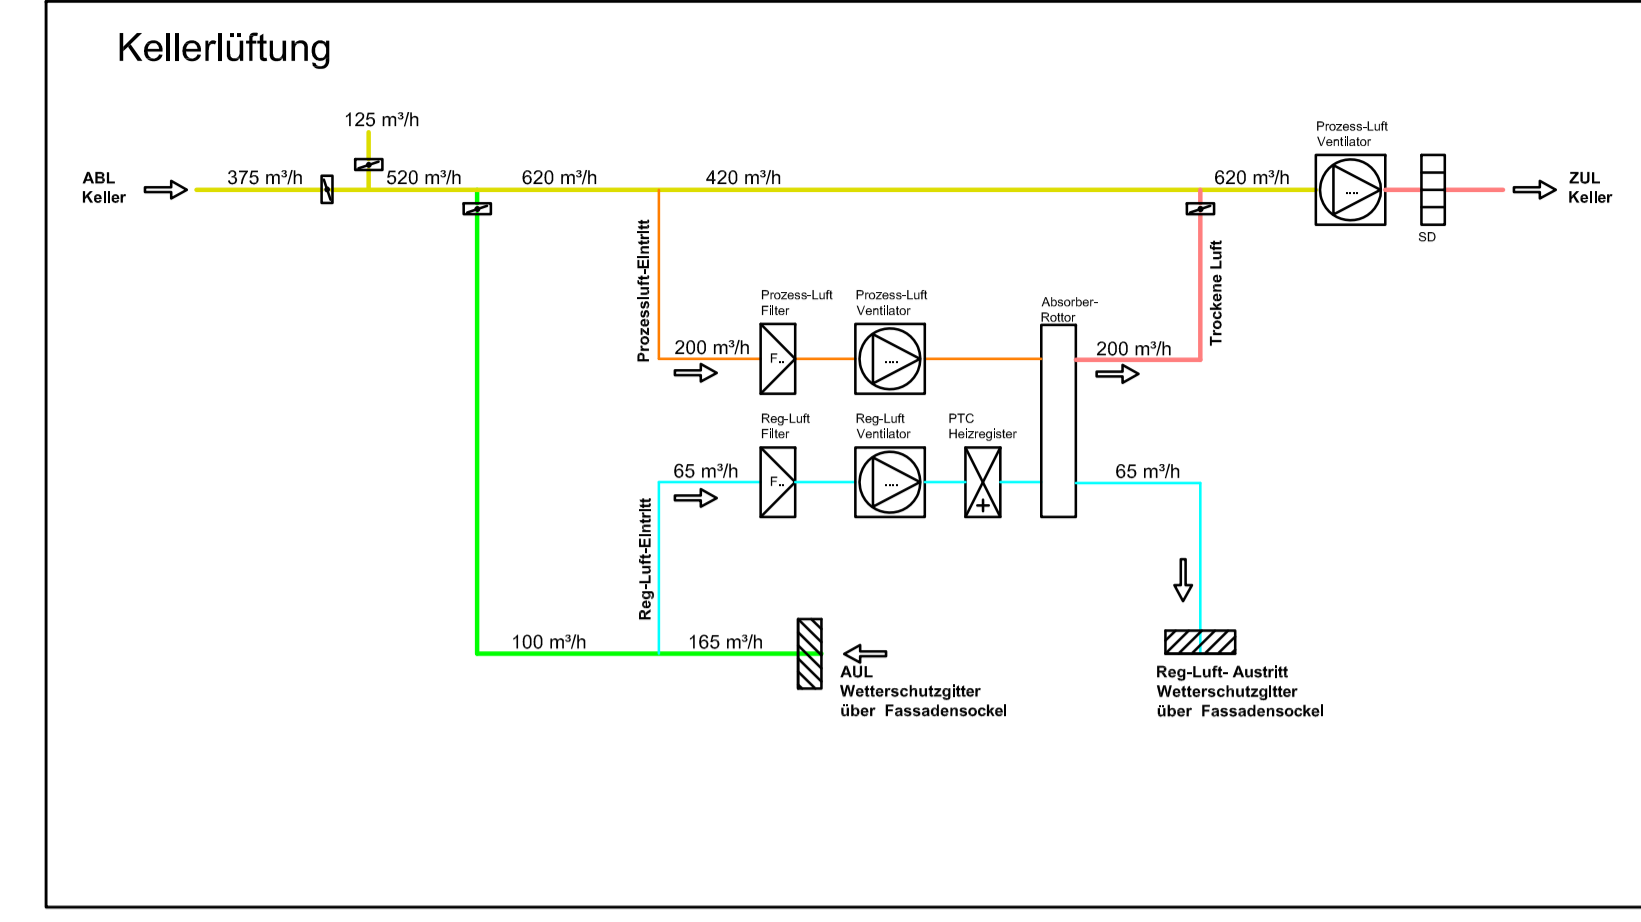 Kellerlüftung
125 m³/h
ABL
Keller
375 m³/h
520 m³/h
620 m³/h
420 m³/h
620 m³/h
Prozess-Luft
Ventilator
....
SD
ZUL
Keller
Prozessluft-Eintritt
Trockene Luft
200 m³/h
Prozess-Luft
Filter
F..
Prozess-Luft
Ventilator
....
Absorber-
Rottor
200 m³/h
Reg-Luft-Eintritt
65 m³/h
Reg-Luft
Filter
F..
Reg-Luft
Ventilator
....
PTC
Heizregister
+
65 m³/h
100 m³/h
165 m³/h
AUL
Wetterschutzgitter
über Fassadensockel
Reg-Luft- Austritt
Wetterschutzgitter
über Fassadensockel